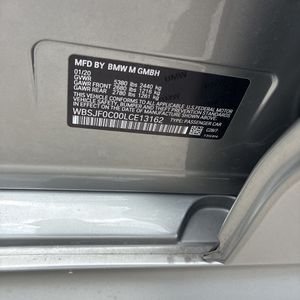 MFD BY BMW M GMBH
01/20
GVWR 5380 LBS 2440 kg
GAWR FRONT 2680 LBS 1216 kg
GAWR REAR 2780 LBS 1261 kg
THIS VEHICLE CONFORMS TO ALL APPLICABLE U.S. FEDERAL MOTOR
VEHICLE SAFETY, BUMPER AND THEFT PREVENTION STANDARDS
IN EFFECT ON THE DATE OF MANUFACTURE SHOWN ABOVE.
WBSJF0C00LCE13162 TYPE: PASSENGER CAR